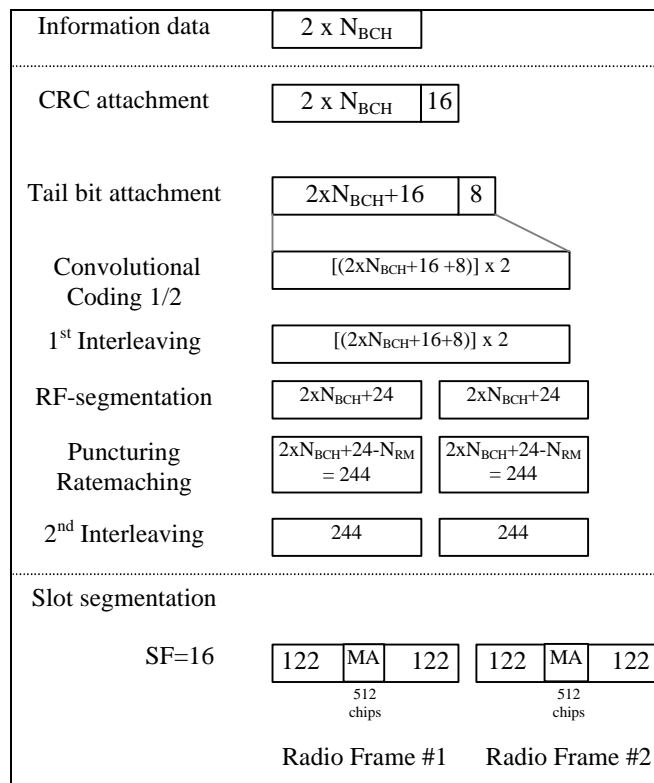 Information data 2 x N_BCH
CRC attachment 2 x N_BCH 16
Tail bit attachment 2xN_BCH+16 8
Convolutional [(2xN_BCH+16 +8)] x 2
Coding 1/2
1st Interleaving [(2xN_BCH+16+8)] x 2
RF-segmentation 2xN_BCH+24 2xN_BCH+24
Puncturing 2xN_BCH+24-N_RM 2xN_BCH+24-N_RM
Ratemaching = 244 = 244
2nd Interleaving 244 244
Slot segmentation
SF=16 122 MA 122 122 MA 122
512 512
chips chips
Radio Frame #1 Radio Frame #2